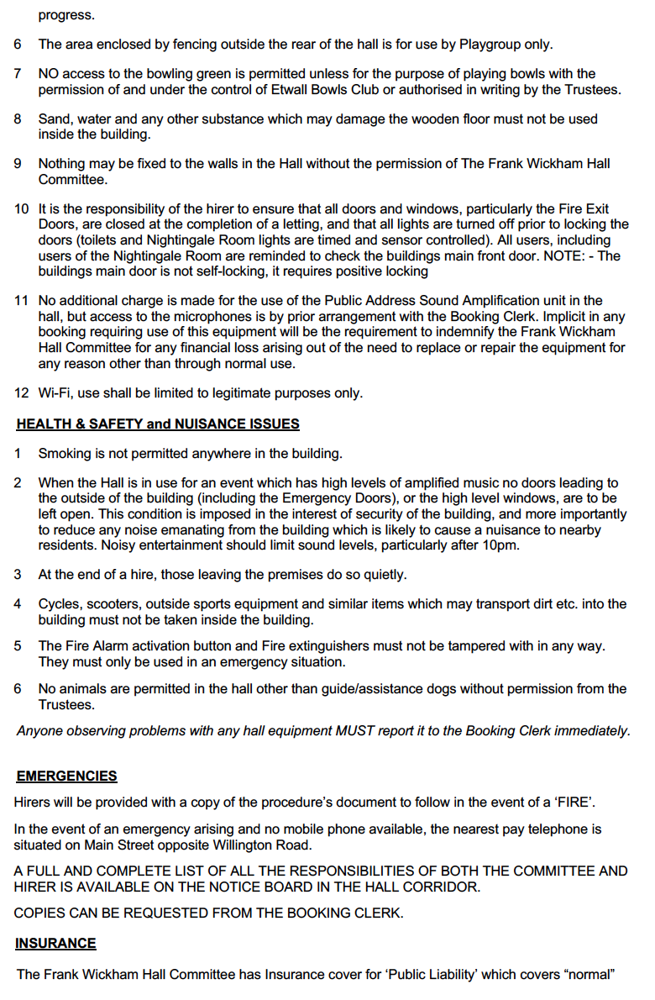 progress.
6 The area enclosed by fencing outside the rear of the hall is for use by Playgroup only.
7 NO access to the bowling green is permitted unless for the purpose of playing bowls with the
permission of and under the control of Etwall Bowls Club or authorised in writing by the Trustees.
8 Sand, water and any other substance which may damage the wooden floor must not be used
inside the building.
9 Nothing may be fixed to the walls in the Hall without the permission of The Frank Wickham Hall
Committee.
10 It is the responsibility of the hirer to ensure that all doors and windows, particularly the Fire Exit
Doors, are closed at the completion of a letting, and that all lights are turned off prior to locking the
doors (toilets and Nightingale Room lights are timed and sensor controlled). All users, including
users of the Nightingale Room are reminded to check the buildings main front door. NOTE: - The
buildings main door is not self-locking, it requires positive locking
11 No additional charge is made for the use of the Public Address Sound Amplification unit in the
hall, but access to the microphones is by prior arrangement with the Booking Clerk. Implicit in any
booking requiring use of this equipment will be the requirement to indemnify the Frank Wickham
Hall Committee for any financial loss arising out of the need to replace or repair the equipment for
any reason other than through normal use.
12 Wi-Fi, use shall be limited to legitimate purposes only.
HEALTH & SAFETY and NUISANCE ISSUES
1 Smoking is not permitted anywhere in the building.
2 When the Hall is in use for an event which has high levels of amplified music no doors leading to
the outside of the building (including the Emergency Doors), or the high level windows, are to be
left open. This condition is imposed in the interest of security of the building, and more importantly
to reduce any noise emanating from the building which is likely to cause a nuisance to nearby
residents. Noisy entertainment should limit sound levels, particularly after 10pm.
3 At the end of a hire, those leaving the premises do so quietly.
4 Cycles, scooters, outside sports equipment and similar items which may transport dirt etc. into the
building must not be taken inside the building.
5 The Fire Alarm activation button and Fire extinguishers must not be tampered with in any way.
They must only be used in an emergency situation.
6 No animals are permitted in the hall other than guide/assistance dogs without permission from the
Trustees.
Anyone observing problems with any hall equipment MUST report it to the Booking Clerk immediately.
EMERGENCIES
Hirers will be provided with a copy of the procedure's document to follow in the event of a 'FIRE'.
In the event of an emergency arising and no mobile phone available, the nearest pay telephone is
situated on Main Street opposite Willington Road.
A FULL AND COMPLETE LIST OF ALL THE RESPONSIBILITIES OF BOTH THE COMMITTEE AND
HIRER IS AVAILABLE ON THE NOTICE BOARD IN THE HALL CORRIDOR.
COPIES CAN BE REQUESTED FROM THE BOOKING CLERK.
INSURANCE
The Frank Wickham Hall Committee has Insurance cover for 'Public Liability' which covers "normal"